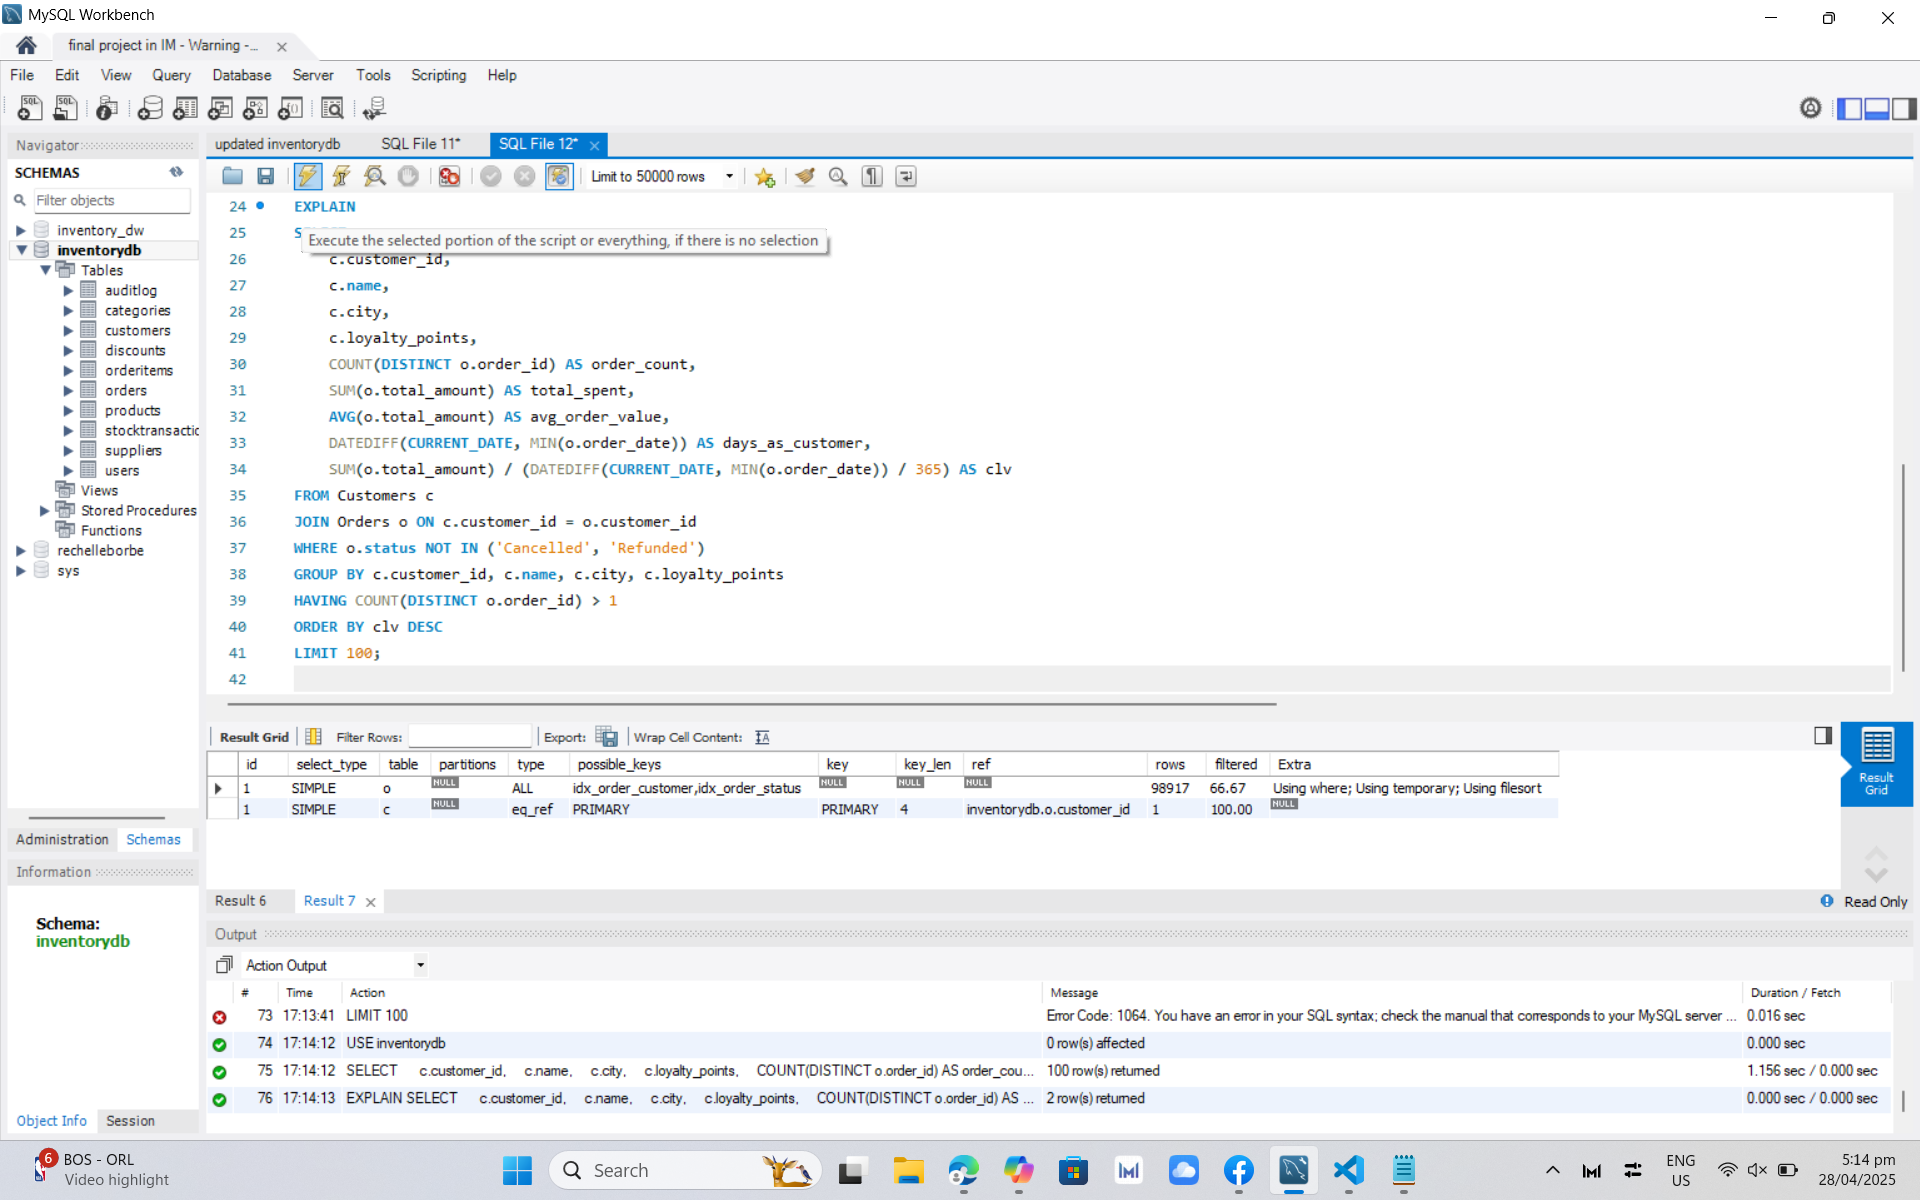 MySQL Workbench
final project in IM - Warning -...
File Edit View Query Database Server Tools Scripting Help
Navigator
SCHEMAS
Filter objects
inventory_dw
inventorydb
Tables
auditlog
categories
customers
discounts
orderitems
orders
products
stocktransactic
suppliers
users
Views
Stored Procedures
Functions
rechelleborbe
sys
Administration Schemas
Information
Schema:
inventorydb
Object Info Session
updated inventorydb SQL File 11* SQL File 12*
Limit to 50000 rows
24 EXPLAIN
25 S
Execute the selected portion of the script or everything, if there is no selection
26 c.customer_id,
27 c.name,
28 c.city,
29 c.loyalty_points,
30 COUNT(DISTINCT o.order_id) AS order_count,
31 SUM(o.total_amount) AS total_spent,
32 AVG(o.total_amount) AS avg_order_value,
33 DATEDIFF(CURRENT_DATE, MIN(o.order_date)) AS days_as_customer,
34 SUM(o.total_amount) / (DATEDIFF(CURRENT_DATE, MIN(o.order_date)) / 365) AS clv
35 FROM Customers c
36 JOIN Orders o ON c.customer_id = o.customer_id
37 WHERE o.status NOT IN ('Cancelled', 'Refunded')
38 GROUP BY c.customer_id, c.name, c.city, c.loyalty_points
39 HAVING COUNT(DISTINCT o.order_id) > 1
40 ORDER BY clv DESC
41 LIMIT 100;
42
Result Grid Filter Rows: Export: Wrap Cell Content:
id select_type table partitions type possible_keys key key_len ref rows filtered Extra
1 SIMPLE o NULL ALL idx_order_customer,idx_order_status NULL NULL NULL 98917 66.67 Using where; Using temporary; Using filesort
1 SIMPLE c NULL eq_ref PRIMARY PRIMARY 4 inventorydb.o.customer_id 1 100.00 NULL
Result
Grid
Result 6 Result 7
Read Only
Output
Action Output
# Time Action Message Duration / Fetch
73 17:13:41 LIMIT 100 Error Code: 1064. You have an error in your SQL syntax; check the manual that corresponds to your MySQL server ... 0.016 sec
74 17:14:12 USE inventorydb 0 row(s) affected 0.000 sec
75 17:14:12 SELECT c.customer_id, c.name, c.city, c.loyalty_points, COUNT(DISTINCT o.order_id) AS order_cou... 100 row(s) returned 1.156 sec / 0.000 sec
76 17:14:13 EXPLAIN SELECT c.customer_id, c.name, c.city, c.loyalty_points, COUNT(DISTINCT o.order_id) AS ... 2 row(s) returned 0.000 sec / 0.000 sec
6
BOS - ORL
Video highlight
Search
ENG
US
5:14 pm
28/04/2025